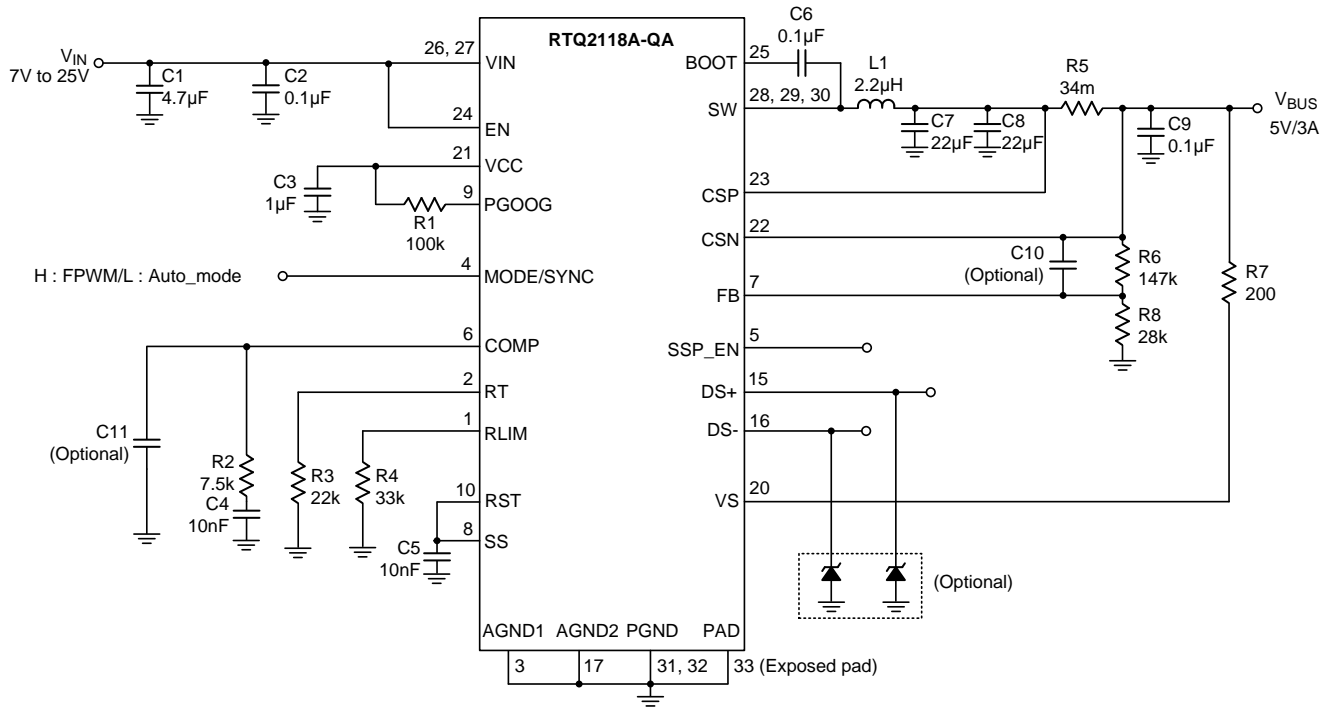 RTQ2118A-QA
VIN
7V to 25V
C1
4.7µF
C2
0.1µF
26, 27
VIN
24
EN
21
VCC
C3
1µF
9
PGOOG
R1
100k
H : FPWM/L : Auto_mode
4
MODE/SYNC
6
COMP
2
RT
1
RLIM
C11
(Optional)
R2
7.5k
C4
10nF
R3
22k
R4
33k
10
RST
8
SS
C5
10nF
AGND1
AGND2
PGND
PAD
3
17
31, 32
33 (Exposed pad)
BOOT
25
C6
0.1µF
SW
28, 29, 30
L1
2.2µH
C7
22µF
C8
22µF
R5
34m
C9
0.1µF
VBUS
5V/3A
CSP
23
CSN
22
C10
(Optional)
R6
147k
R7
200
FB
7
R8
28k
SSP_EN
5
DS+
15
DS-
16
VS
20
(Optional)